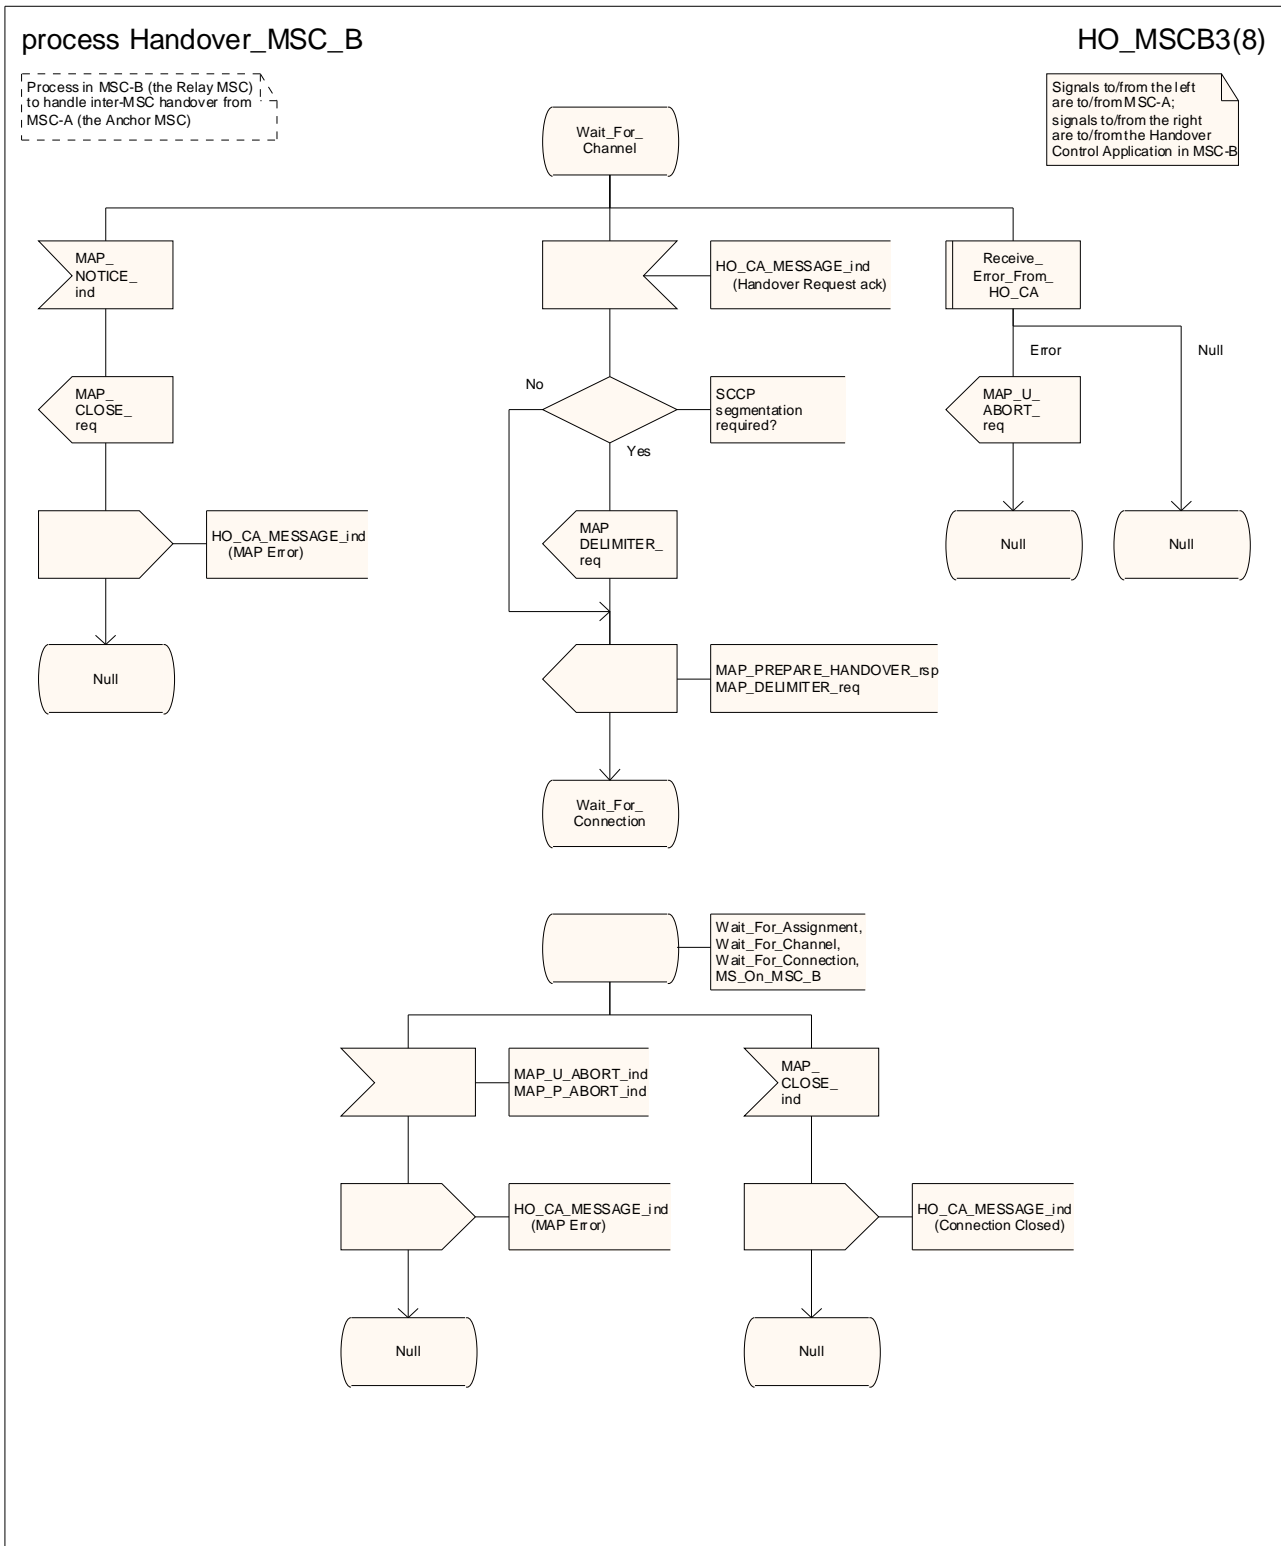 process Handover_MSC_B
HO_MSCB3(8)
Process in MSC-B (the Relay MSC)
to handle inter-MSC handover from
MSC-A (the Anchor MSC)
Signals to/from the left
are to/from MSC-A;
signals to/from the right
are to/from the Handover
Control Application in MSC-B
Wait_For_
Channel
MAP_
NOTICE_
ind
HO_CA_MESSAGE_ind
(Handover Request ack)
Receive_
Error_From_
HO_CA
Error
Null
MAP_
CLOSE_
req
No
SCCP
segmentation
required?
Yes
MAP_U_
ABORT_
req
HO_CA_MESSAGE_ind
(MAP Error)
MAP
DELIMITER_
req
Null
Null
Null
MAP_PREPARE_HANDOVER_rsp
MAP_DELIMITER_req
Wait_For_
Connection
Wait_For_Assignment,
Wait_For_Channel,
Wait_For_Connection,
MS_On_MSC_B
MAP_U_ABORT_ind
MAP_P_ABORT_ind
MAP_
CLOSE_
ind
HO_CA_MESSAGE_ind
(MAP Error)
HO_CA_MESSAGE_ind
(Connection Closed)
Null
Null